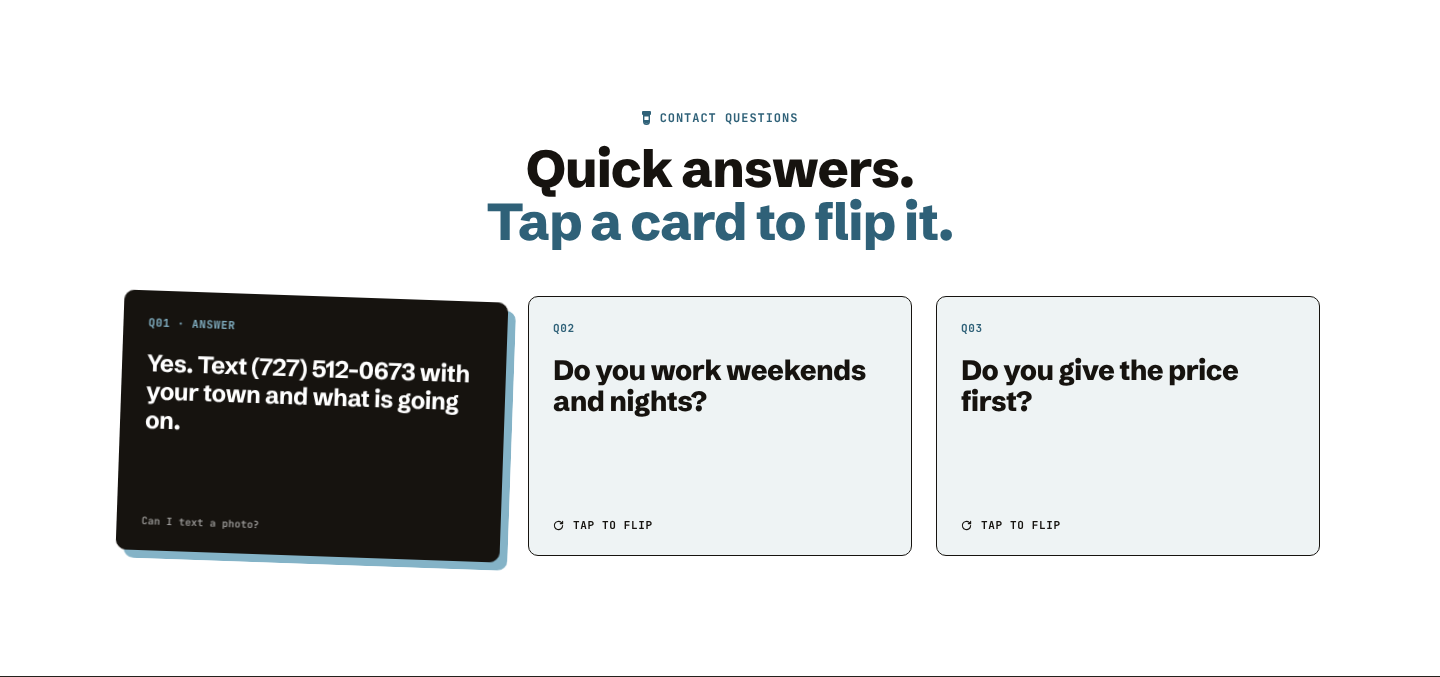 CONTACT QUESTIONS
Quick answers.
Tap a card to flip it.
Q01 · ANSWER
Yes. Text (727) 512-0673 with
your town and what is going
on.
Can I text a photo?
Q02
Do you work weekends
and nights?
TAP TO FLIP
Q03
Do you give the price
first?
TAP TO FLIP